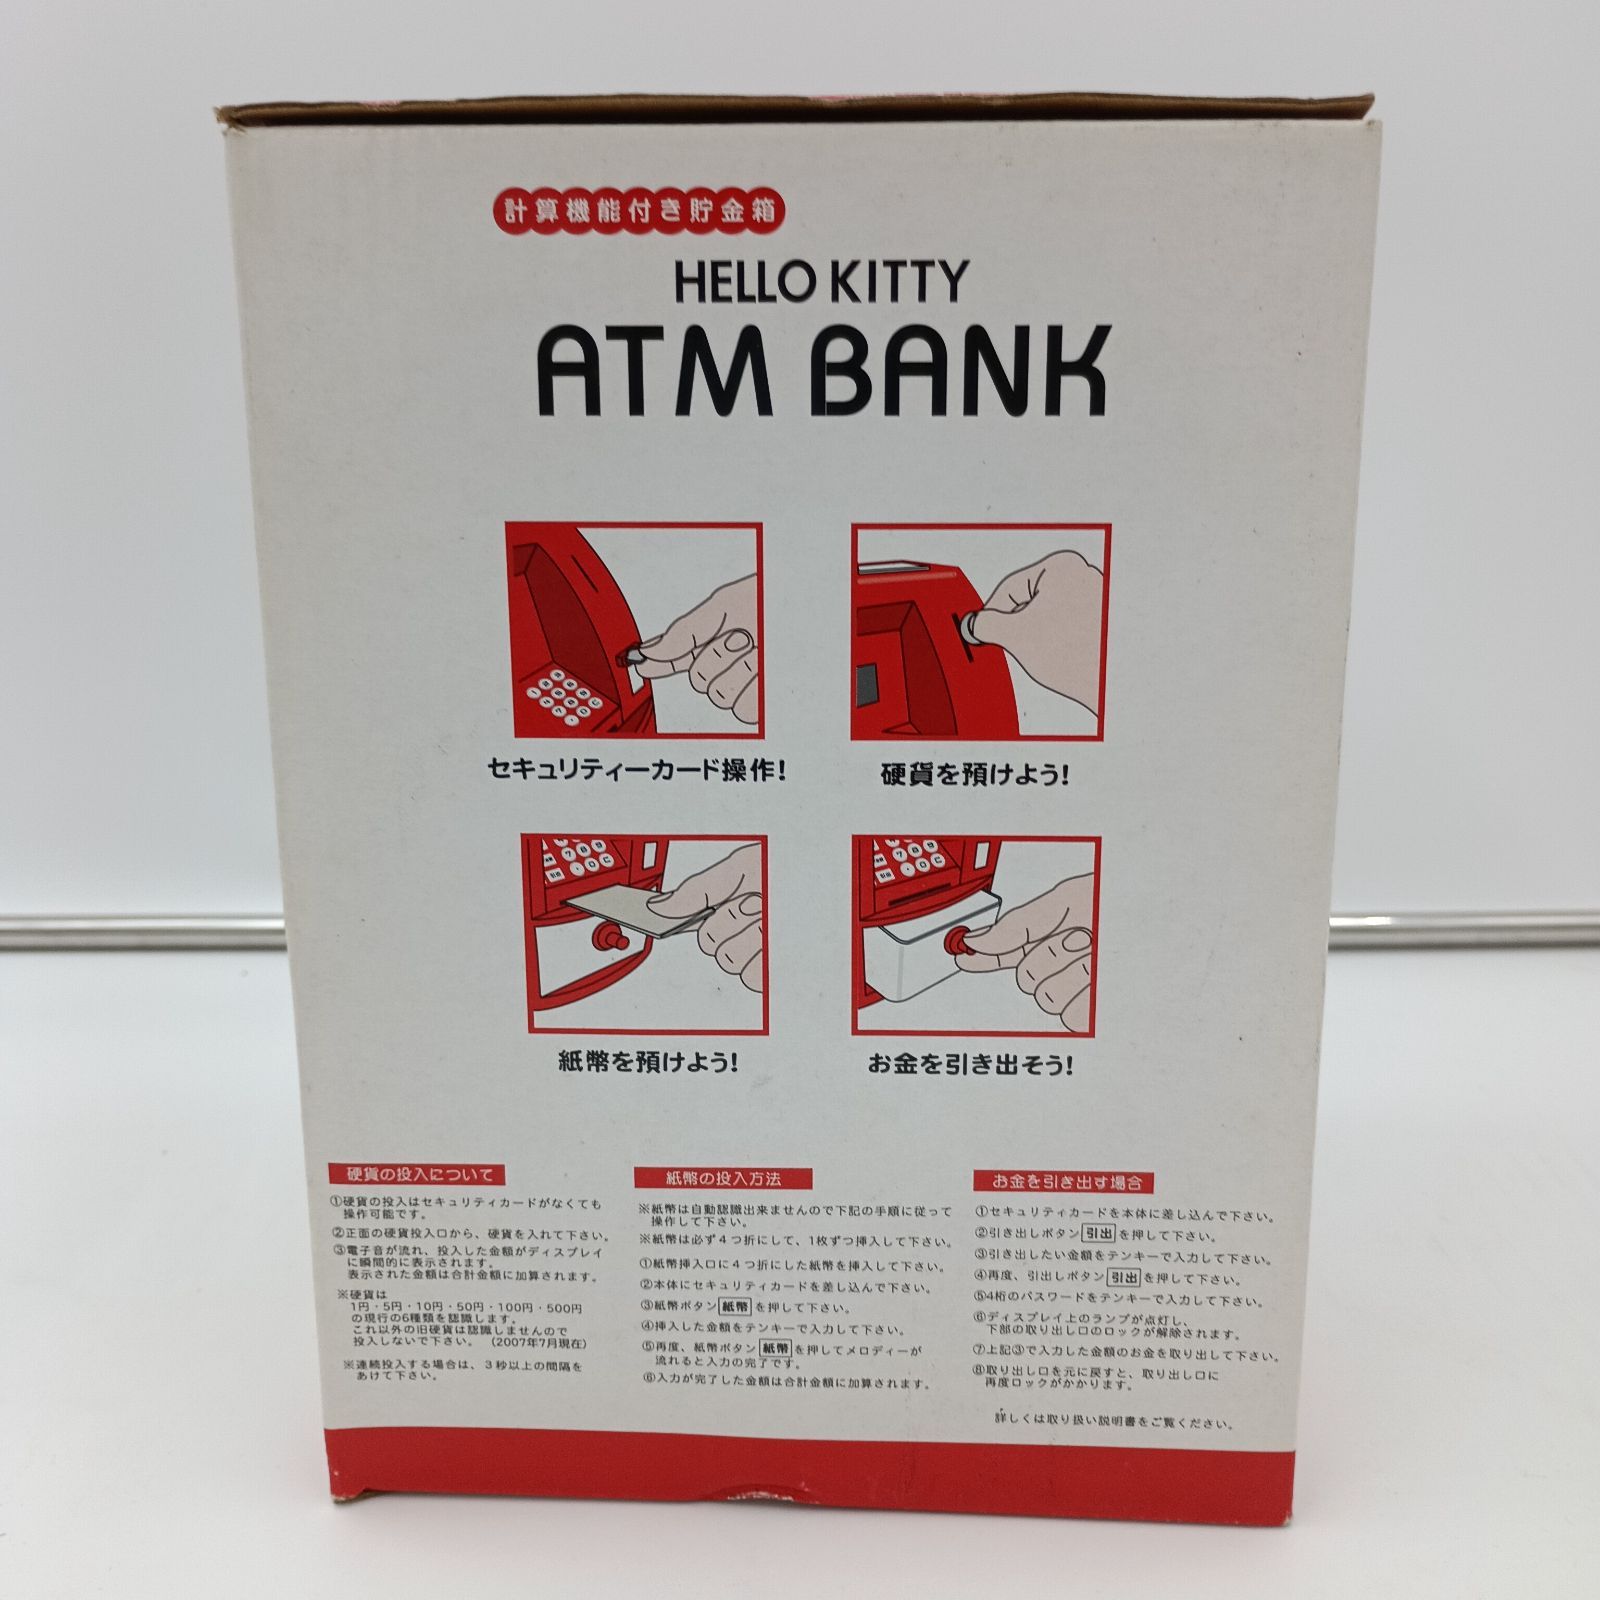 計算機能付き貯金箱
HELLO KITTY
ATM BANK
セキュリティーカード操作!
硬貨を預けよう!
紙幣を預けよう!
お金を引き出そう!
硬貨の投入について
①硬貨の投入はセキュリティカードがなくても
操作可能です。
②正面の硬貨投入口から、硬貨を入れて下さい。
③電子音が流れ、投入した金額がディスプレイ
に瞬間的に表示されます。
表示された金額は合計金額に加算されます。
※硬貨は
1円・5円・10円・50円・100円・500円
の現行の6種類を認識します。
これ以外の旧硬貨は認識しませんので
投入しないで下さい。 (2007年7月現在)
※連続投入する場合は、3秒以上の間隔を
あけて下さい。
紙幣の投入方法
※紙幣は自動認識出来ませんので下記の手順に従って
操作して下さい。
※紙幣は必ず4つ折にして、1枚ずつ挿入して下さい。
①紙幣挿入口に4つ折にした紙幣を挿入して下さい。
②本体にセキュリティカードを差し込んで下さい。
③紙幣ボタン 紙幣 を押して下さい。
④挿入した金額をテンキーで入力して下さい。
⑤再度、紙幣ボタン 紙幣 を押してメロディーが
流れると入力の完了です。
⑥入力が完了した金額は合計金額に加算されます。
お金を引き出す場合
①セキュリティカードを本体に差し込んで下さい。
②引き出しボタン 引出 を押して下さい。
③引き出したい金額をテンキーで入力して下さい。
④再度、引出しボタン 引出 を押して下さい。
⑤4桁のパスワードをテンキーで入力して下さい。
⑥ディスプレイ上のランプが点灯し、
下部の取り出し口のロックが解除されます。
⑦上記③で入力した金額のお金を取り出して下さい。
⑧取り出し口を元に戻すと、取り出し口に
再度ロックがかかります。
詳しくは取り扱い説明書をご覧ください。